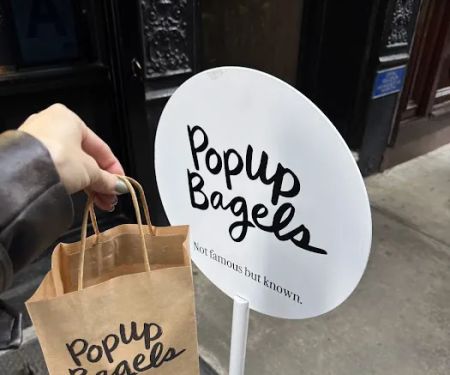 PopUp
Bagels
Not famous but known.
PopUp
Bagels